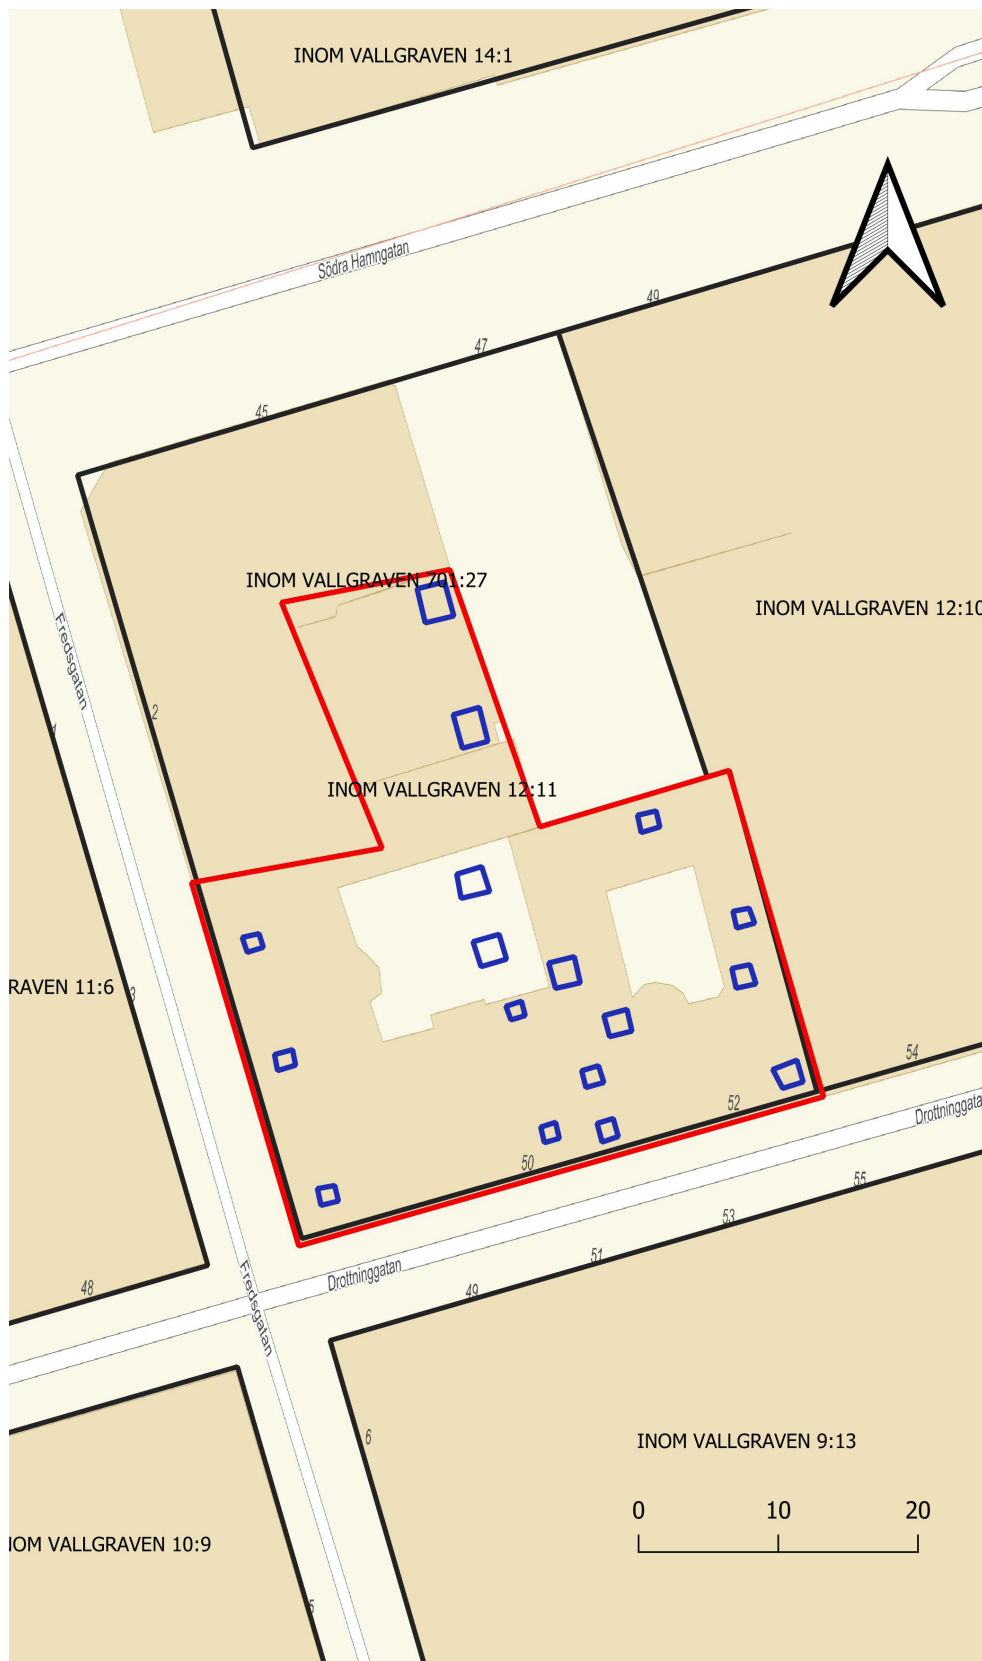 INOM VALLGRAVEN 14:1
Södra Hamngatan
49
47
45
INOM VALLGRAVEN 701:27
INOM VALLGRAVEN 12:10
Fredsgatan
2
INOM VALLGRAVEN 12:11
RAVEN 11:6
3
54
52
Drottninggata
50
55
53
51
49
Drottninggatan
48
Fredsgatan
6
INOM VALLGRAVEN 9:13
0 10 20
IOM VALLGRAVEN 10:9
5